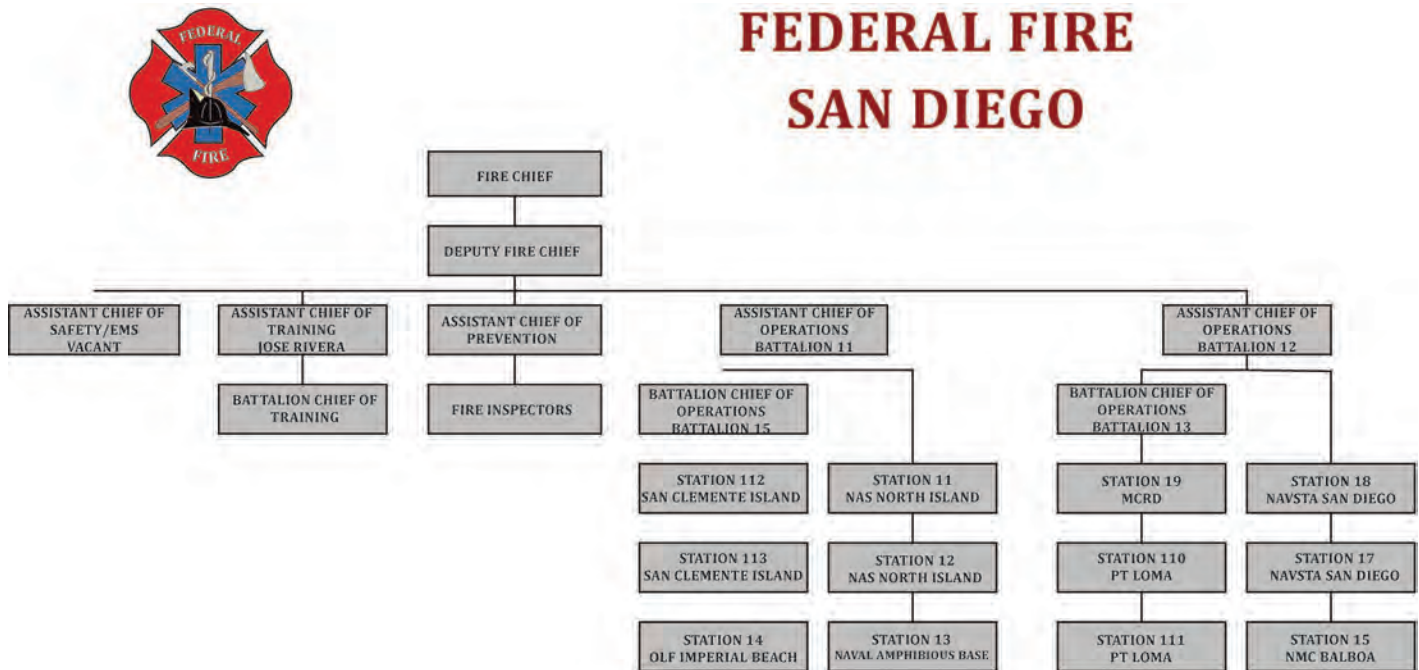 FEDERAL
FIRE
FEDERAL FIRE
SAN DIEGO
FIRE CHIEF
DEPUTY FIRE CHIEF
ASSISTANT CHIEF OF
SAFETY/EMS
VACANT
ASSISTANT CHIEF OF
TRAINING
JOSE RIVERA
ASSISTANT CHIEF OF
PREVENTION
ASSISTANT CHIEF OF
OPERATIONS
BATTALION 11
ASSISTANT CHIEF OF
OPERATIONS
BATTALION 12
BATTALION CHIEF OF
TRAINING
FIRE INSPECTORS
BATTALION CHIEF OF
OPERATIONS
BATTALION 15
BATTALION CHIEF OF
OPERATIONS
BATTALION 13
STATION 112
SAN CLEMENTE ISLAND
STATION 11
NAS NORTH ISLAND
STATION 19
MCRD
STATION 18
NAVSTA SAN DIEGO
STATION 113
SAN CLEMENTE ISLAND
STATION 12
NAS NORTH ISLAND
STATION 110
PT LOMA
STATION 17
NAVSTA SAN DIEGO
STATION 14
OLF IMPERIAL BEACH
STATION 13
NAVAL AMPHIBIOUS BASE
STATION 111
PT LOMA
STATION 15
NMC BALBOA